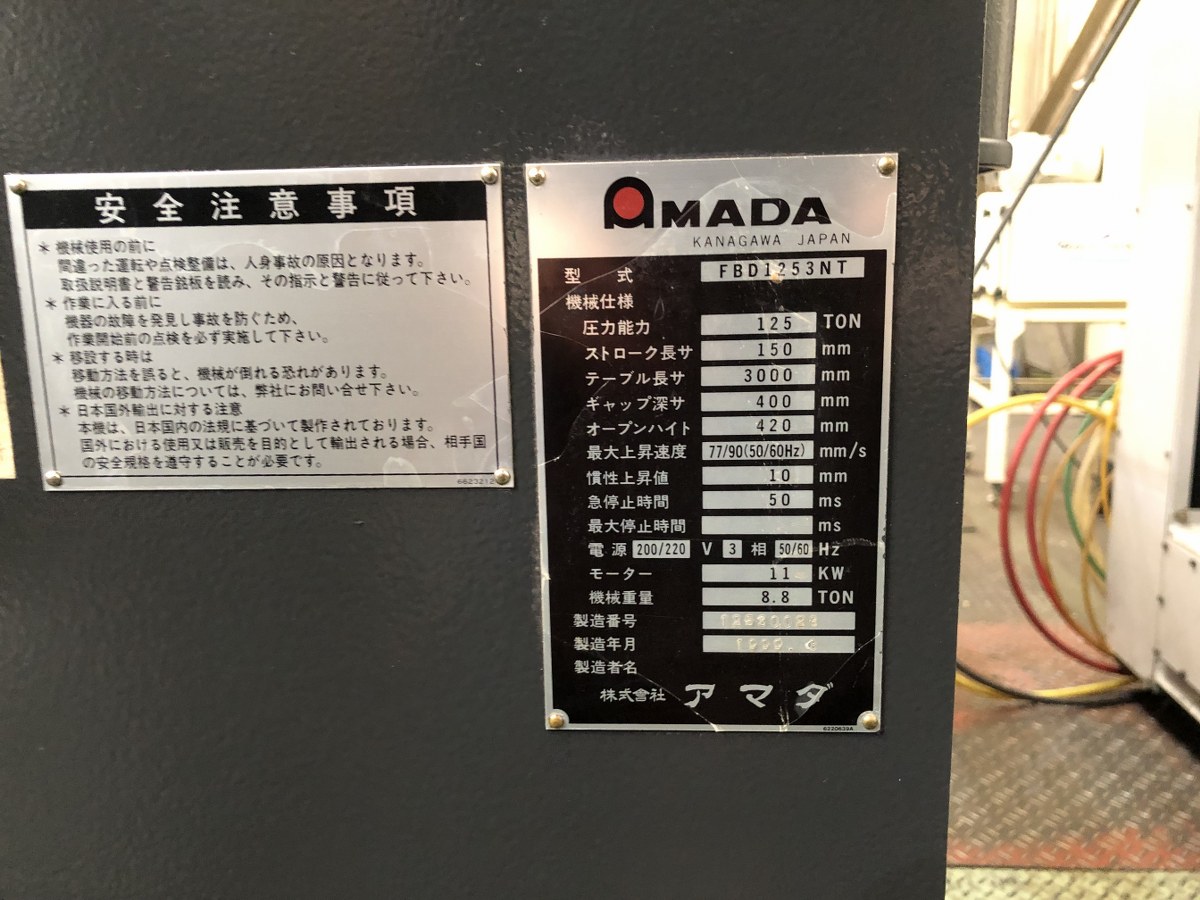 安全注意事項
＊ 機械使用の前に
間違った運転や点検整備は、人身事故の原因となります。
取扱説明書と警告銘板を読み、その指示と警告に従って下さい。
＊ 作業に入る前に
機器の故障を発見し事故を防ぐため、
作業開始前の点検を必ず実施して下さい。
＊ 移設する時は
移動方法を誤ると、機械が倒れる恐れがあります。
機械の移動方法については、弊社にお問い合せ下さい。
＊ 日本国外輸出に対する注意
本機は、日本国内の法規に基づいて製作されております。
国外における使用又は販売を目的として輸出される場合、相手国
の安全規格を遵守することが必要です。
AMADA
KANAGAWA JAPAN
型式 FBD1253NT
機械仕様
圧力能力 125 TON
ストローク長サ 150 mm
テーブル長サ 3000 mm
ギャップ深サ 400 mm
オープンハイト 420 mm
最大上昇速度 77/90(50/60Hz) mm/s
慣性上昇値 10 mm
急停止時間 50 ms
最大停止時間 ms
電源 200/220 V 3 相 50/60 Hz
モーター 11 KW
機械重量 8.8 TON
製造番号
製造年月
製造者名
株式会社 アマダ